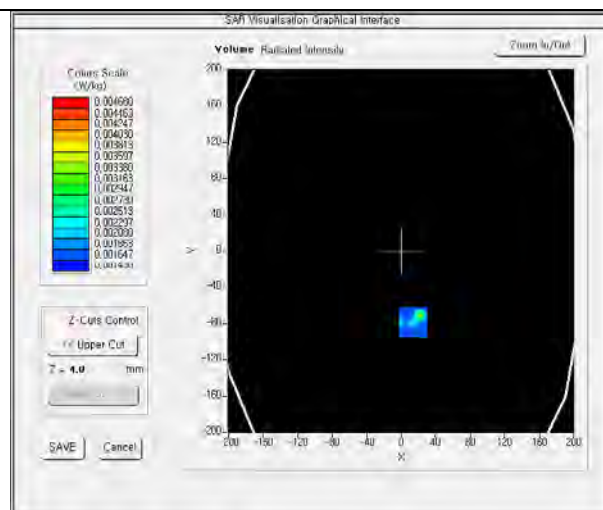 SAR Visualisation Graphical Interface
Volume Radiated Intensity
Zoom In/Out
Colors Scale
(W/kg)
0.004680
0.004463
0.004247
0.004030
0.003813
0.003597
0.003380
0.003163
0.002947
0.002730
0.002513
0.002297
0.002080
0.001863
0.001647
0.001430
200
160
120
80
40
0
-40
-80
-120
-160
-200
Y
-200 -160 -120 -80 -40 0 40 80 120 160 200
X
Z-Cuts Control
<< Upper Cut
Z = 4.0 mm
SAVE Cancel